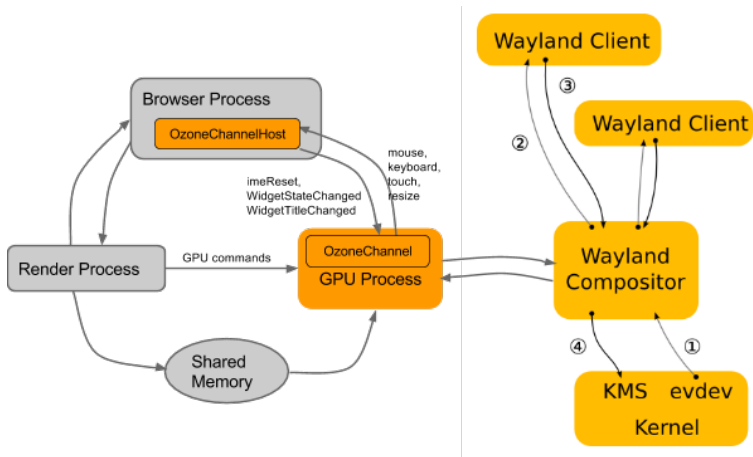 Browser Process
OzoneChannelHost
imeReset,
WidgetStateChanged
WidgetTitleChanged
mouse,
keyboard,
touch,
resize
Render Process
GPU commands
OzoneChannel
GPU Process
Shared
Memory
Wayland Client
③
②
Wayland Client
Wayland
Compositor
④
①
KMS evdev
Kernel